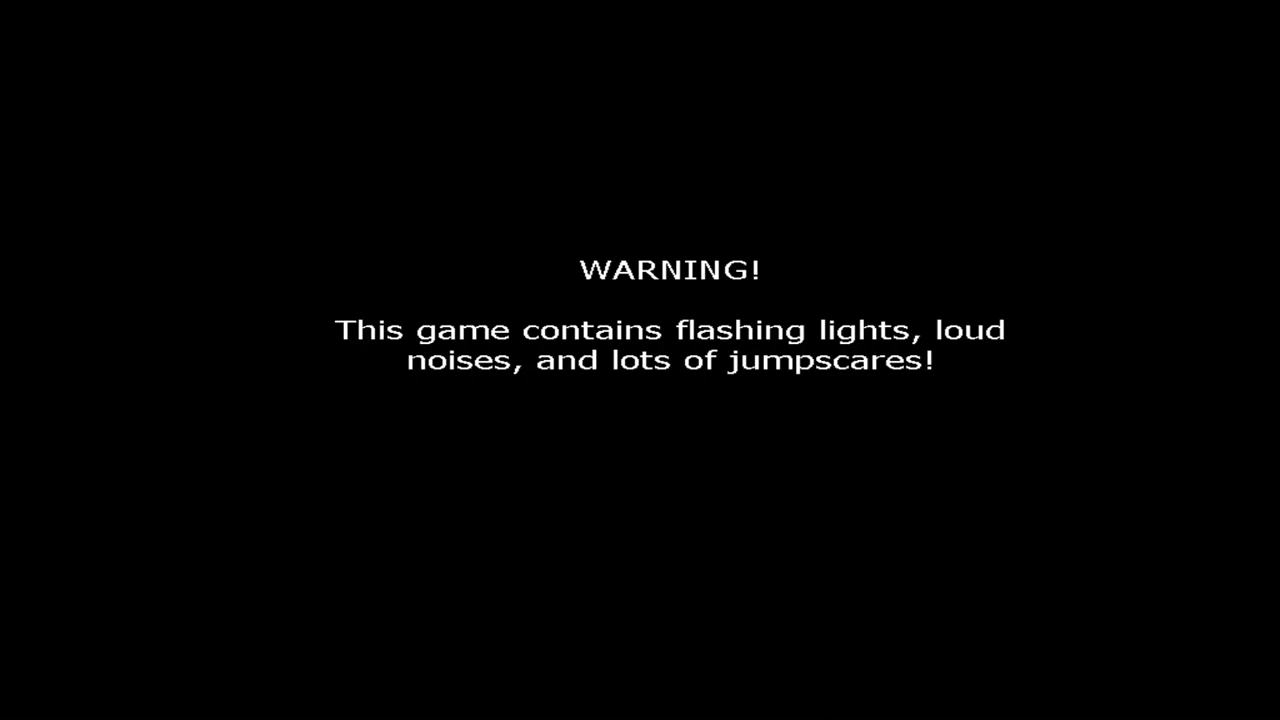 WARNING!
This game contains flashing lights, loud
noises, and lots of jumpscares!